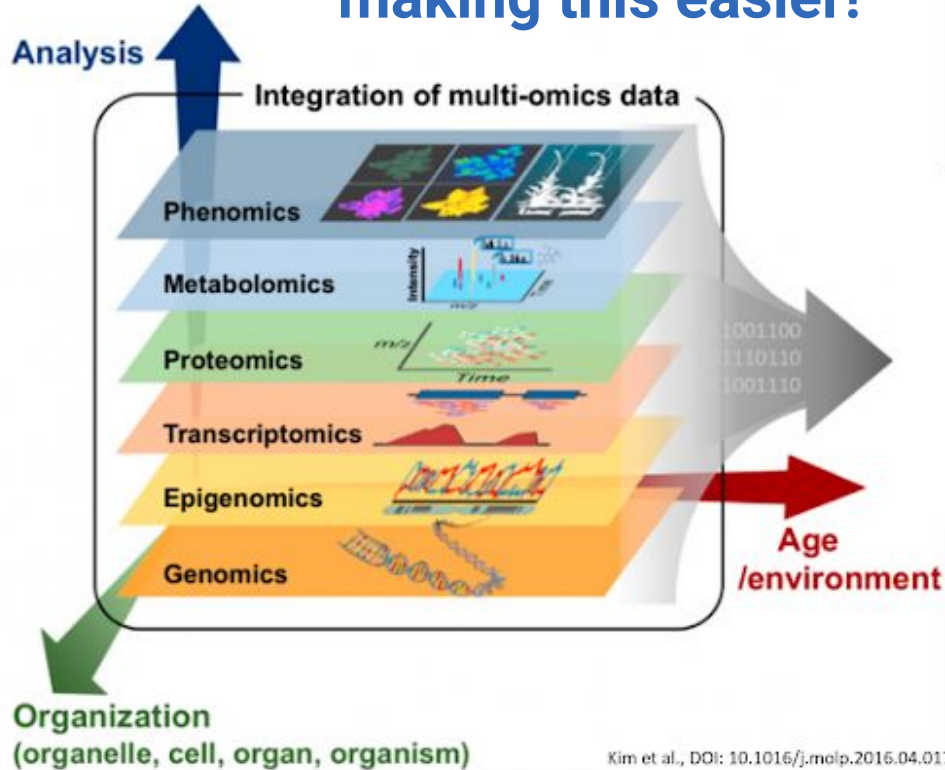 making this easier!
Analysis
Integration of multi-omics data
Phenomics
Metabolomics
Intensity
m/z
Proteomics
m/z
Time
Transcriptomics
Epigenomics
Genomics
1001100
1110110
1001110
Age
/environment
Organization
(organelle, cell, organ, organism)
Kim et al., DOI: 10.1016/j.molp.2016.04.01